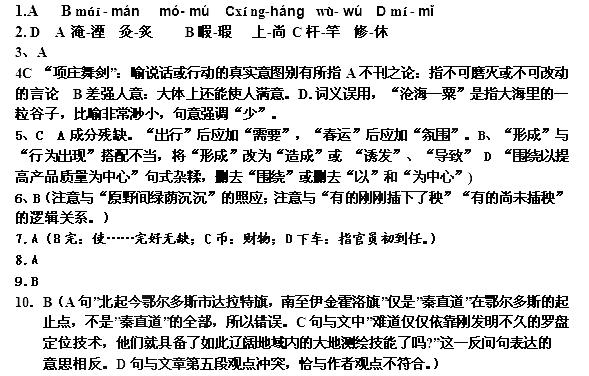 1.A B mái - mán mó- mú Cxíng-háng wù- wú D mí- mǐ
2. D A 淹-湮 灸-炙 B 暇-瑕 上-尚 C 杆-竿 修-休
3、A
4C “项庄舞剑”：喻说话或行动的真实意图别有所指 A 不刊之论：指不可磨灭或不可改动
的言论 B 差强人意：大体上还能使人满意。D.词义误用，“沧海一粟”是指大海里的一
粒谷子，比喻非常渺小，句意强调“少”。
5、C A 成分残缺。“出行”后应加“需要”，“春运”后应加“氛围”。B、“形成”与
“行为出现”搭配不当，将“形成”改为“造成”或 “诱发”、“导致” D “围绕以提
高产品质量为中心”句式杂糅，删去“围绕”或删去“以”和“为中心”)
6、B（注意与“原野间绿荫沉沉”的照应；注意与“有的刚刚插下了秧”“有的尚未插秧”
的逻辑关系。）
7. A（B完：使……完好无缺；C币：财物；D下车：指官员初到任。）
8. A
9. B
10. B（A 句”北起今鄂尔多斯市达拉特旗，南至伊金霍洛旗”仅是”秦直道”在鄂尔多斯的起
止点，不是”秦直道”的全部，所以错误。C 句与文中”难道仅仅依靠刚发明不久的罗盘
定位技术，他们就具备了如此辽阔地域内的大地测绘技能了吗?”这一反问句表达的
意思相反。D 句与文章第五段观点冲突，恰与作者观点不符合。）